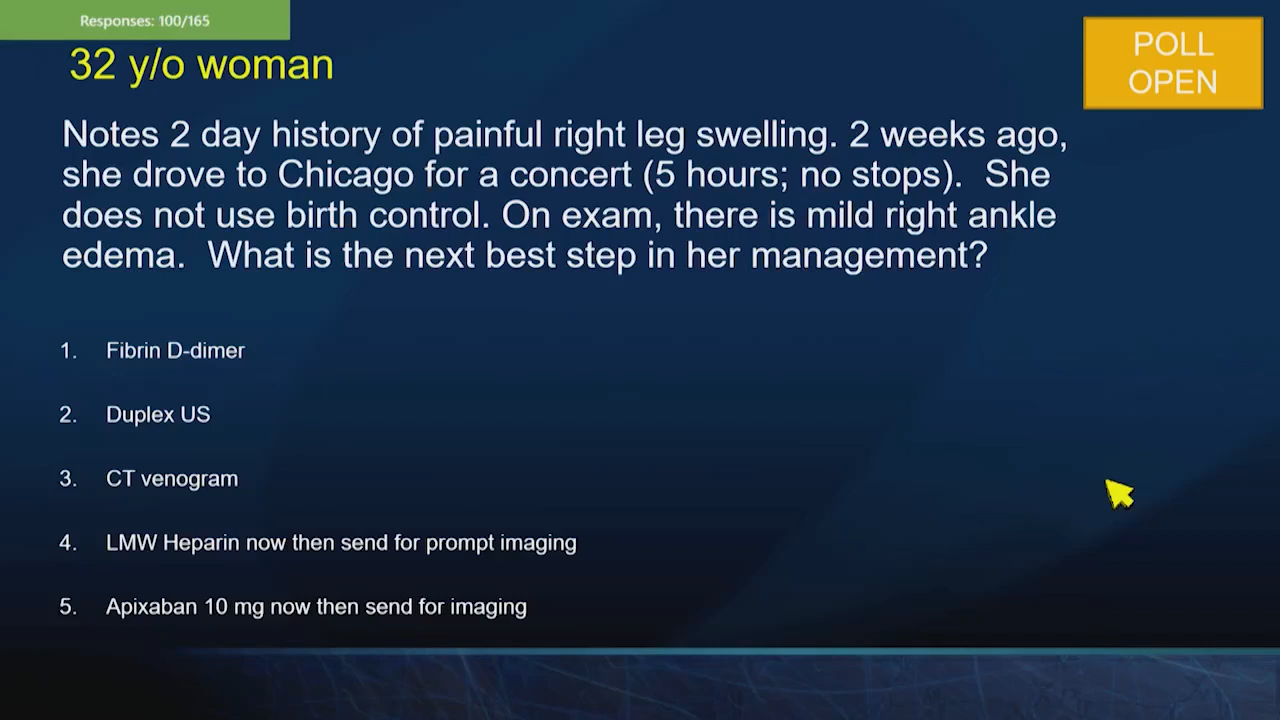 Responses: 100/165
32 y/o woman
POLL
OPEN
Notes 2 day history of painful right leg swelling. 2 weeks ago,
she drove to Chicago for a concert (5 hours; no stops).  She
does not use birth control. On exam, there is mild right ankle
edema.  What is the next best step in her management?
1. Fibrin D-dimer
2. Duplex US
3. CT venogram
4. LMW Heparin now then send for prompt imaging
5. Apixaban 10 mg now then send for imaging